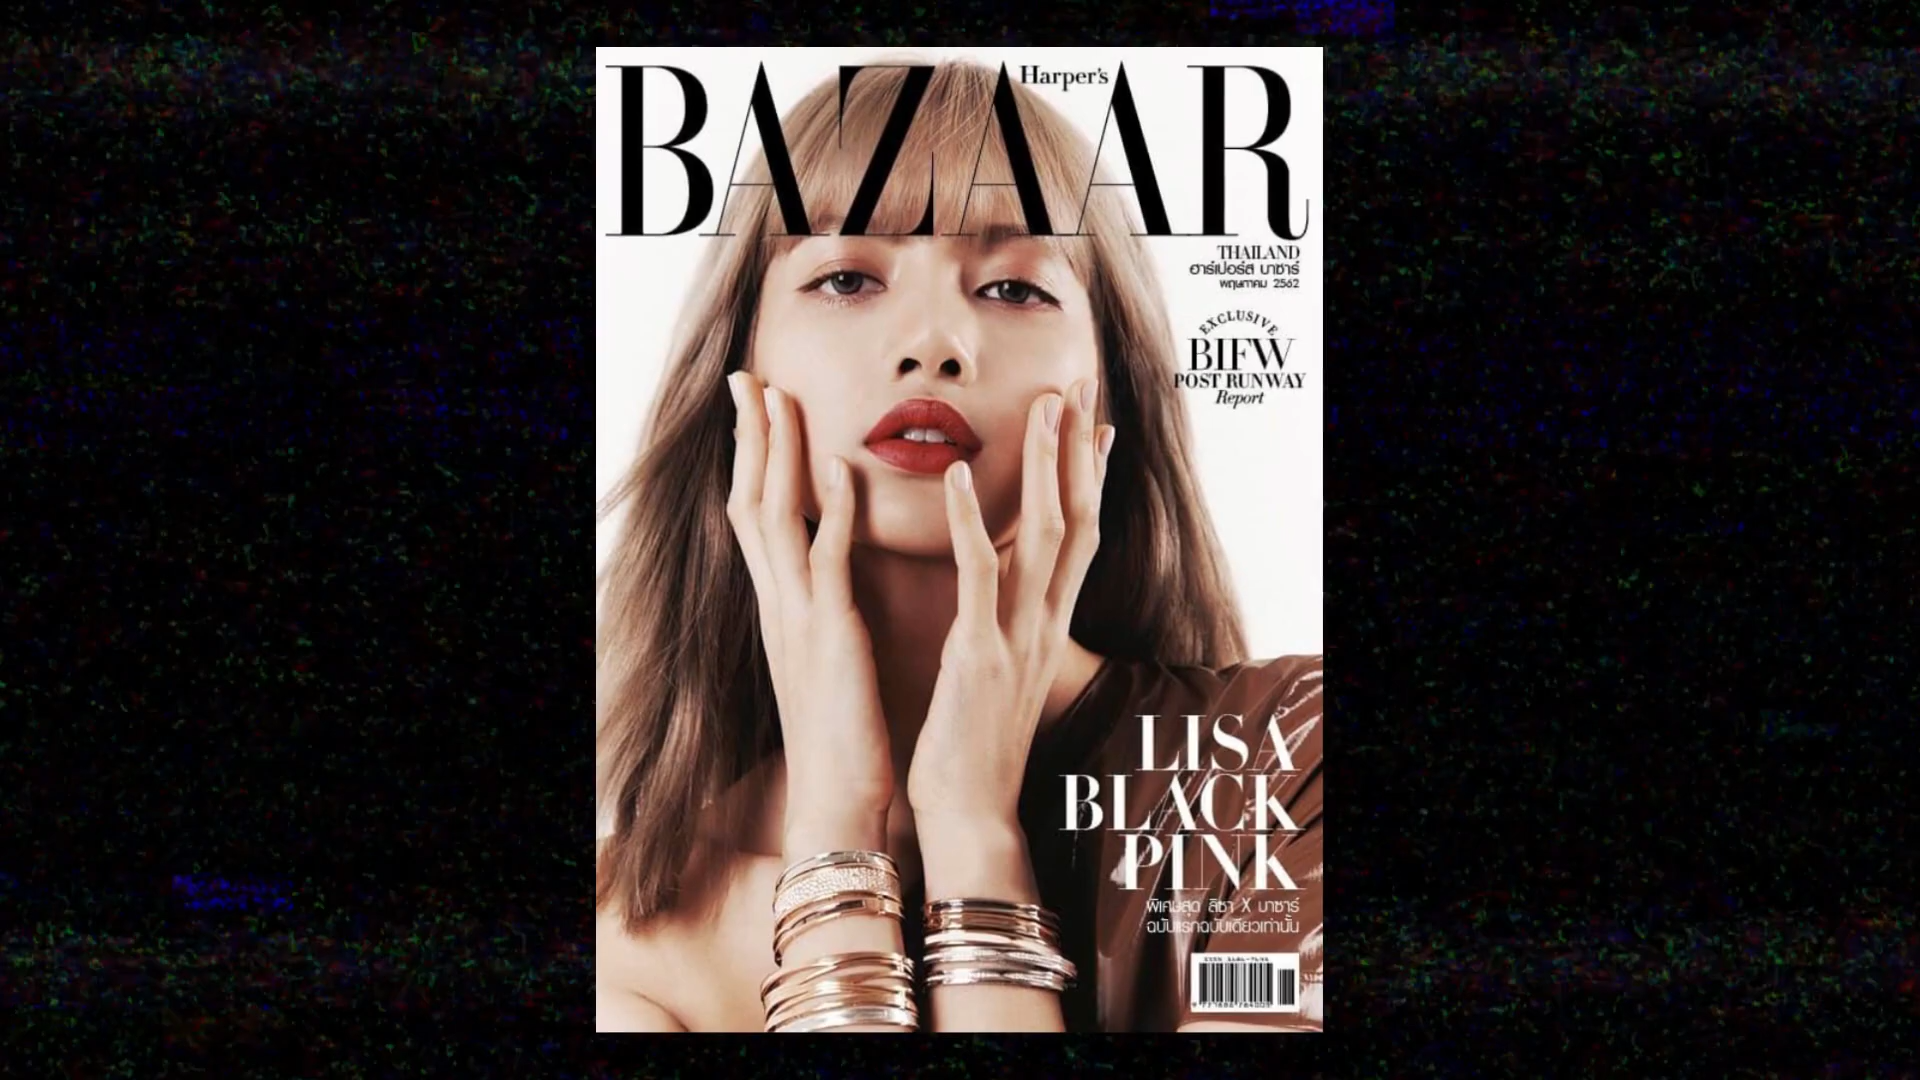 Harper's
BAZAAR
THAILAND
ฮาร์เปอร์ส บาซาร์
พฤษภาคม 2562
EXCLUSIVE
BIFW
POST RUNWAY
Report
LISA
BLACK
PINK
พิเศษสุด ลิซา X บาซาร์
ฉบับแรกฉบับเดียวเท่านั้น